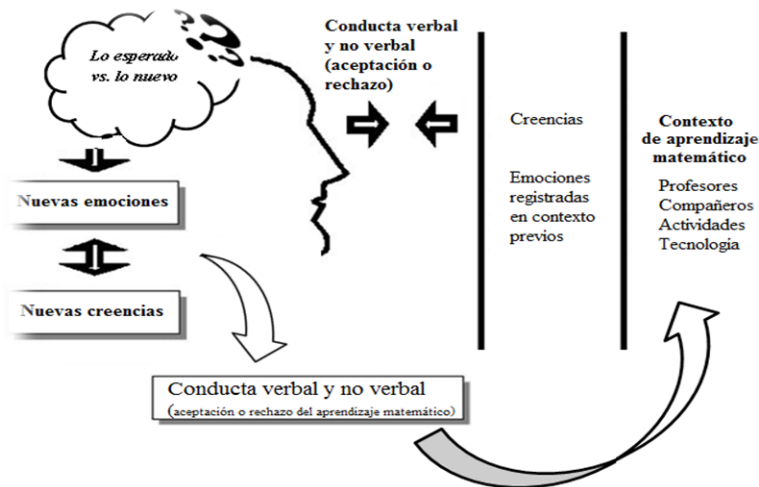 Lo esperado
vs. lo nuevo
Nuevas emociones
Nuevas creencias
Conducta verbal
y no verbal
(aceptación o
rechazo)
Creencias
Emociones
registradas
en contexto
previos
Contexto
de aprendizaje
matemático
Profesores
Compañeros
Actividades
Tecnologia
Conducta verbal y no verbal
(aceptación o rechazo del aprendizaje matemático)